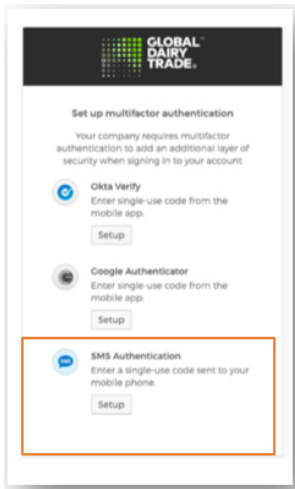 GLOBAL™
DAIRY
TRADE®
Set up multifactor authentication
Your company requires multifactor
authentication to add an additional layer of
security when signing in to your account
Okta Verify
Enter single-use code from the
mobile app.
Setup
Google Authenticator
Enter single-use code from the
mobile app.
Setup
SMS
SMS Authentication
Enter a single-use code sent to your
mobile phone.
Setup